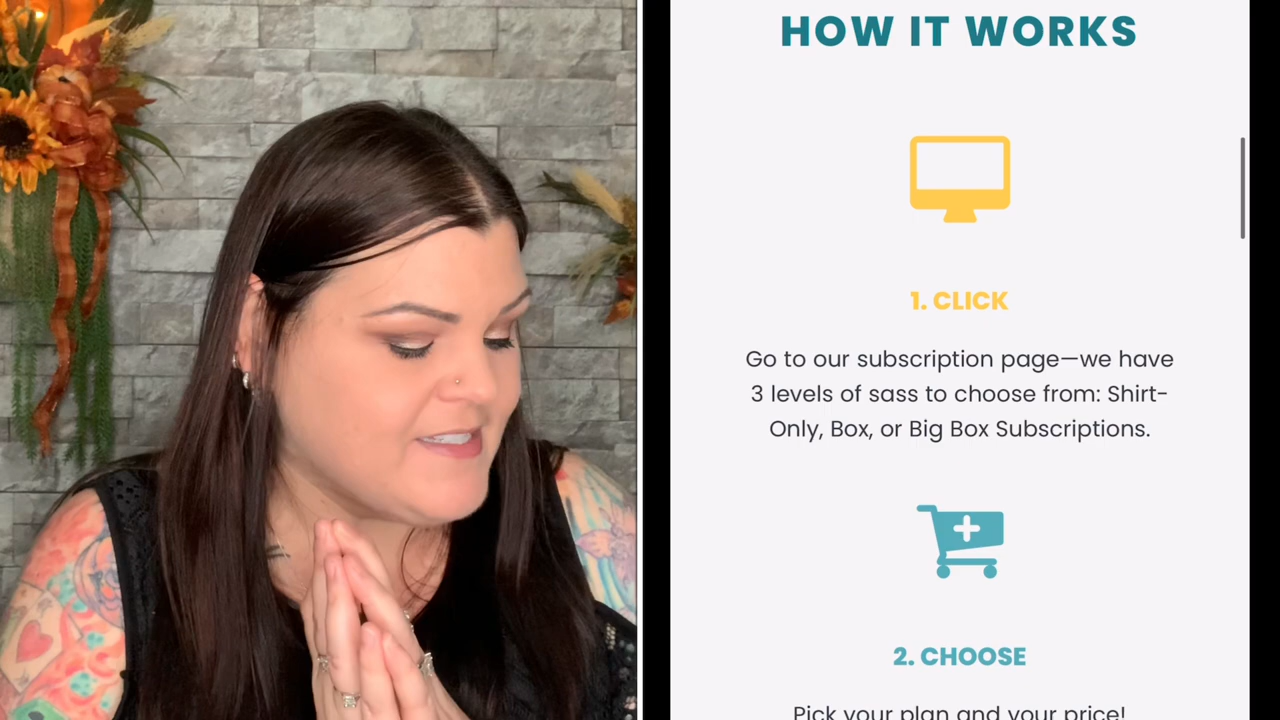 HOW IT WORKS
1. CLICK
Go to our subscription page—we have
3 levels of sass to choose from: Shirt-
Only, Box, or Big Box Subscriptions.
2. CHOOSE
Pick your plan and your price!